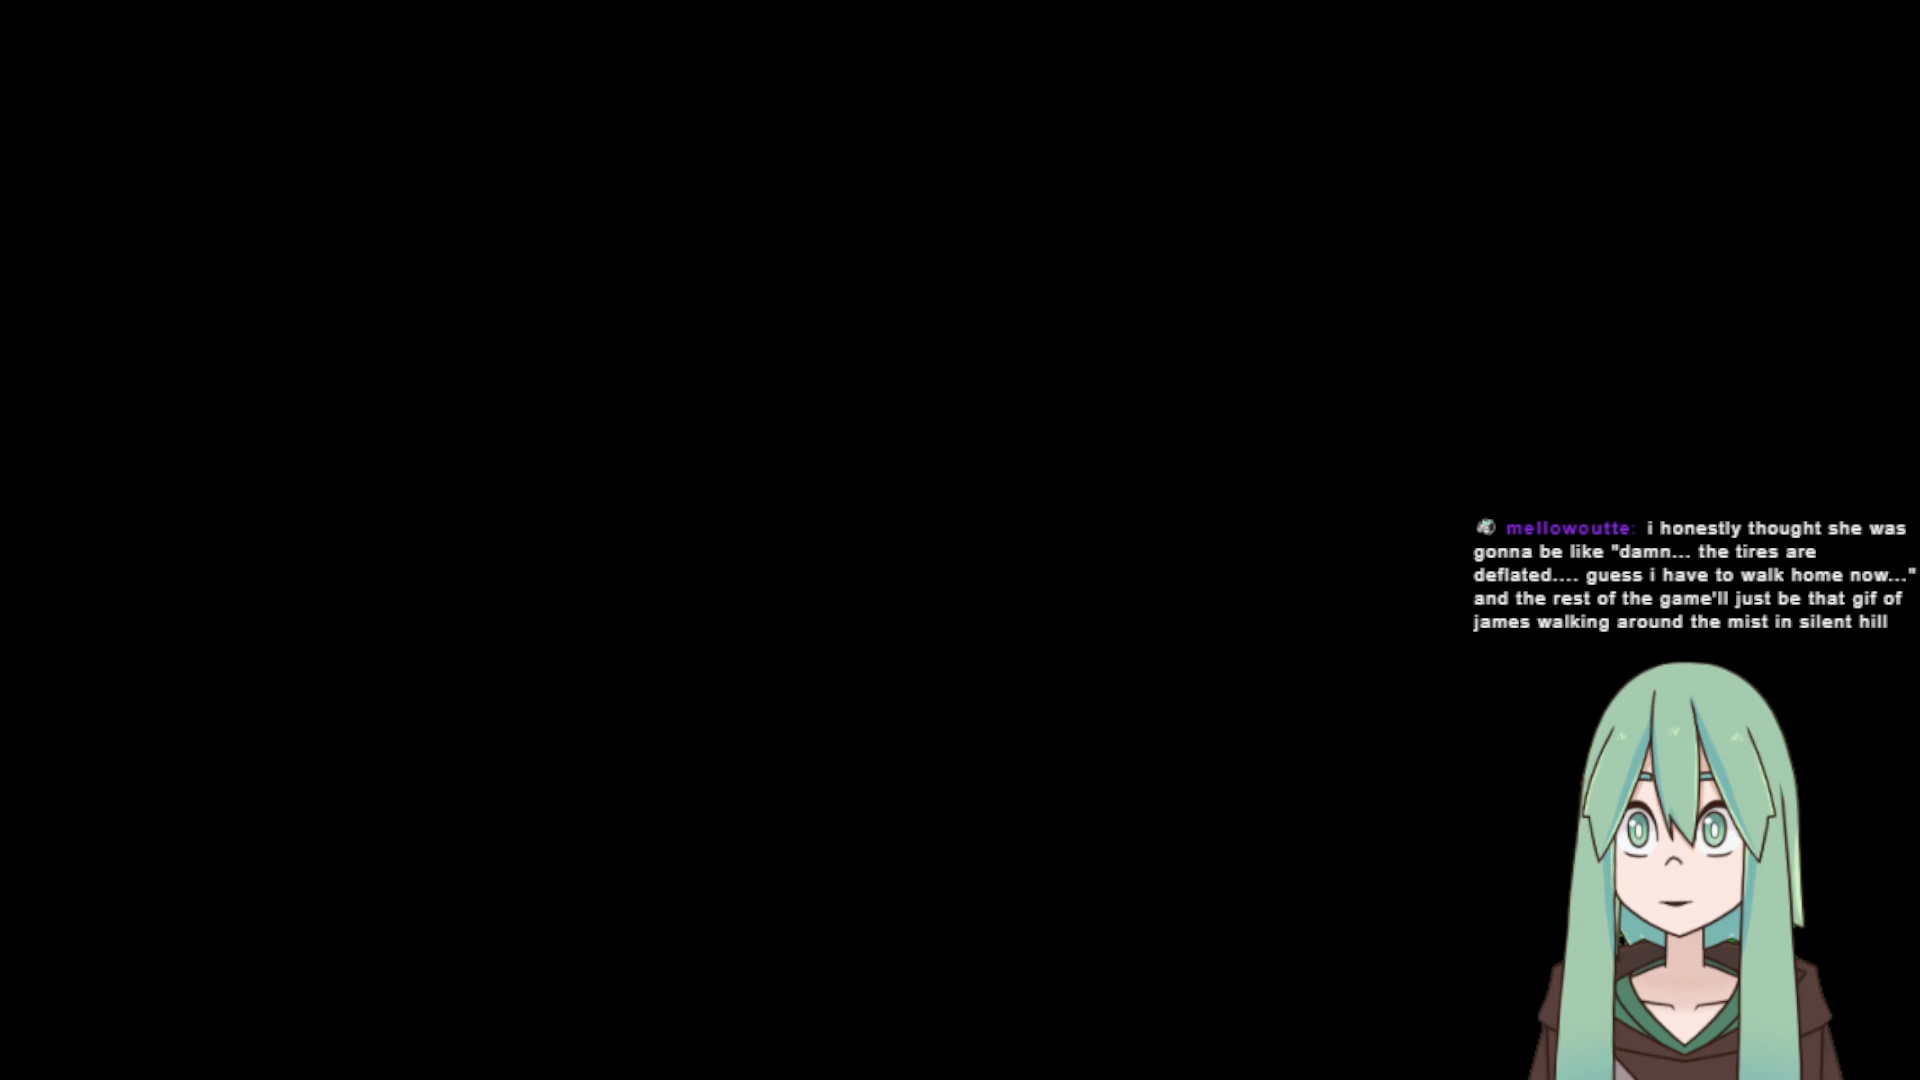 mellowoutte: i honestly thought she was
gonna be like "damn... the tires are
deflated.... guess i have to walk home now..."
and the rest of the game'll just be that gif of
james walking around the mist in silent hill